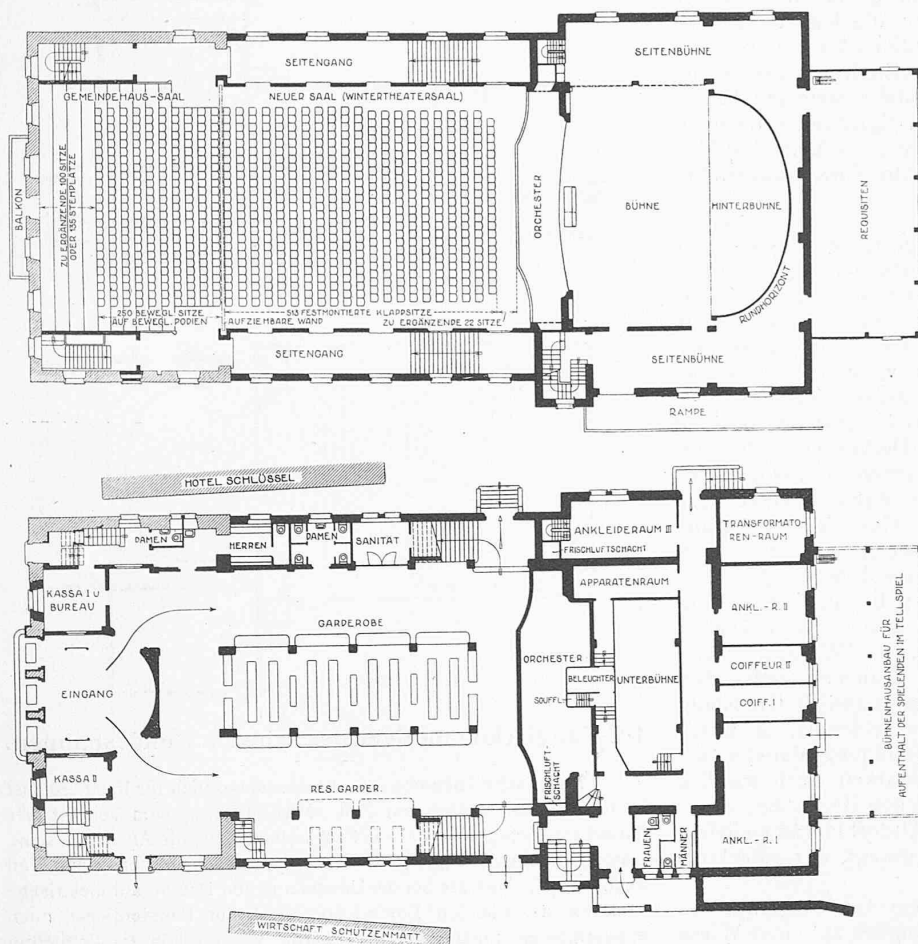 SEITENGANG
SEITENBÜHNE
GEMEINDEHAUS-SAAL
NEUER SAAL (WINTERTHEATERSAAL)
BALKON
ZU ERGÄNZENDE 100 SITZE
ODER 135 STEHPLÄTZE
ORCHESTER
BÜHNE
HINTERBÜHNE
RUNDHORIZONT
REQUISITEN
250 BEWEGL. SITZE
AUF BEWEGL. PODIEN
513 FESTMONTIERTE KLAPPSITZE
AUFZIEHBARE WAND
ZU ERGÄNZENDE 22 SITZE
SEITENGANG
SEITENBÜHNE
RAMPE
HOTEL SCHLÜSSEL
DAMEN
HERREN
DAMEN
SANITÄT
ANKLEIDERAUM III
FRISCHLUFTSCHACHT
TRANSFORMATO-
REN-RAUM
KASSA I U
BUREAU
APPARATENRAUM
GARDEROBE
ANKL.-R. II
ORCHESTER
EINGANG
BELEUCHTER
SOUFFL.
UNTERBÜHNE
COIFFEUR II
COIFF. I
KASSA II
FRISCHLUFT-
SCHACHT
RES. GARDER.
FRAUEN
MÄNNER
ANKL.-R. I
BÜHNENHAUSANBAU FÜR
AUFENTHALT DER SPIELENDEN IM TELLSPIEL
WIRTSCHAFT SCHÜTZENMATT